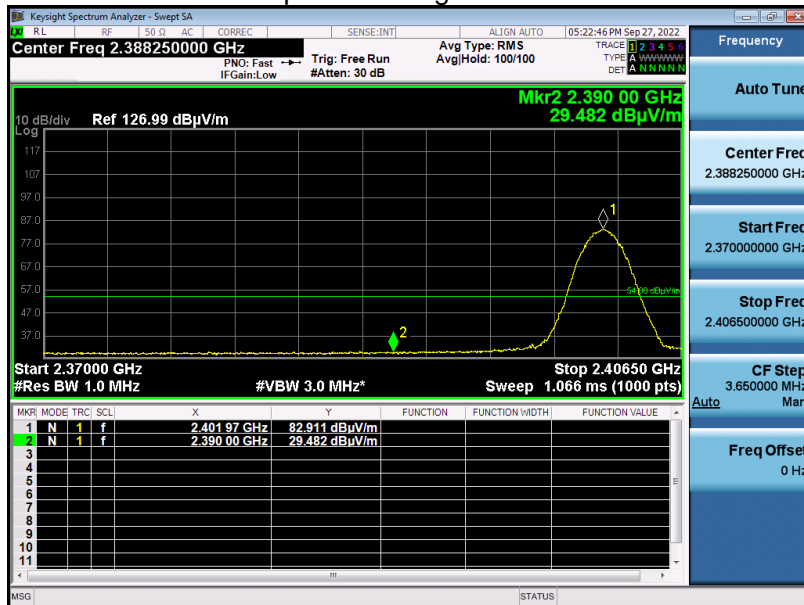 Keysight Spectrum Analyzer - Swept SA
LXI RL RF 50 Ω AC CORREC SENSE:INT ALIGN AUTO 05:22:46 PM Sep 27, 2022
Center Freq 2.388250000 GHz
PNO: Fast
IFGain:Low
Trig: Free Run
#Atten: 30 dB
Avg Type: RMS
Avg|Hold: 100/100
TRACE 1 2 3 4 5 6
TYPE A WWWWW
DET A N N N N N
Mkr2 2.390 00 GHz
29.482 dBµV/m
10 dB/div Ref 126.99 dBµV/m
Log
117
107
97.0
87.0
77.0
67.0
57.0
47.0
37.0
1
2
54.00 dBµV/m
Start 2.37000 GHz Stop 2.40650 GHz
#Res BW 1.0 MHz #VBW 3.0 MHz* Sweep 1.066 ms (1000 pts)
MKR MODE TRC SCL X Y FUNCTION FUNCTION WIDTH FUNCTION VALUE
1 N 1 f 2.401 97 GHz 82.911 dBµV/m
2 N 1 f 2.390 00 GHz 29.482 dBµV/m
3
4
5
6
7
8
9
10
11
MSG STATUS
Frequency
Auto Tune
Center Freq
2.388250000 GHz
Start Freq
2.370000000 GHz
Stop Freq
2.406500000 GHz
CF Step
3.650000 MHz
Auto Man
Freq Offset
0 Hz